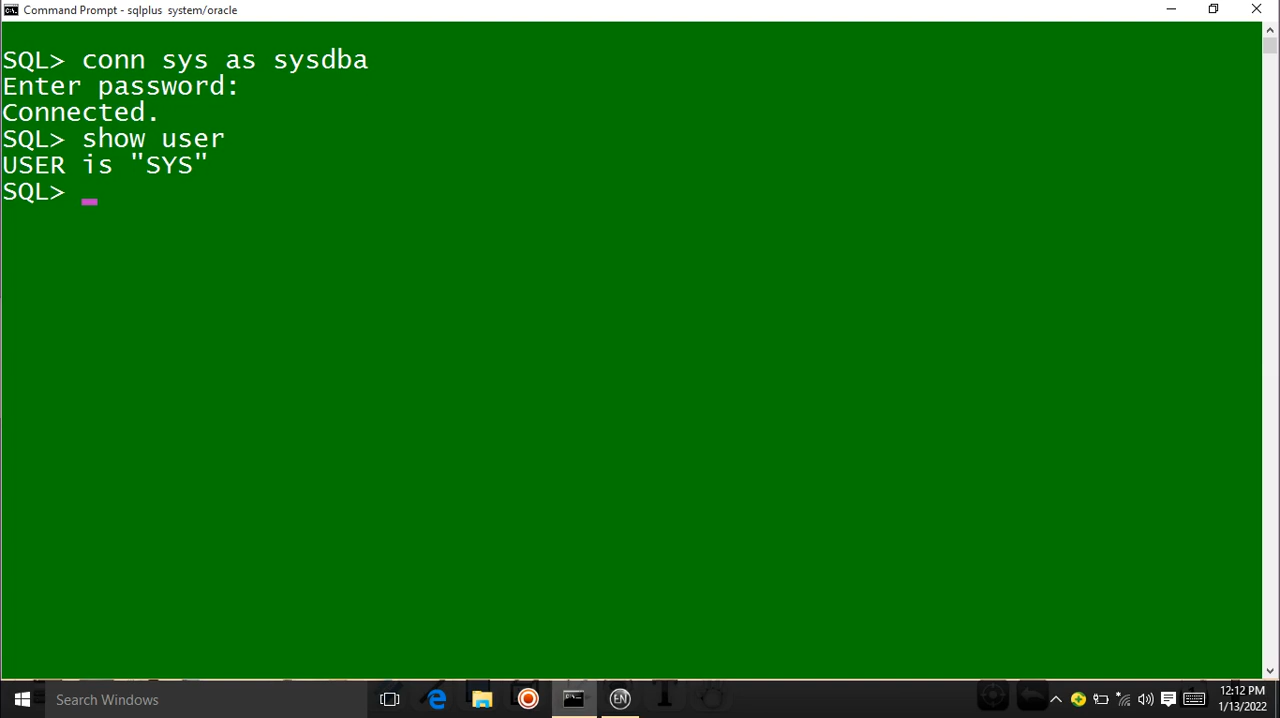 Command Prompt - sqlplus  system/oracle
SQL> conn sys as sysdba
Enter password:
Connected.
SQL> show user
USER is "SYS"
SQL>
Search Windows
EN
12:12 PM
1/13/2022